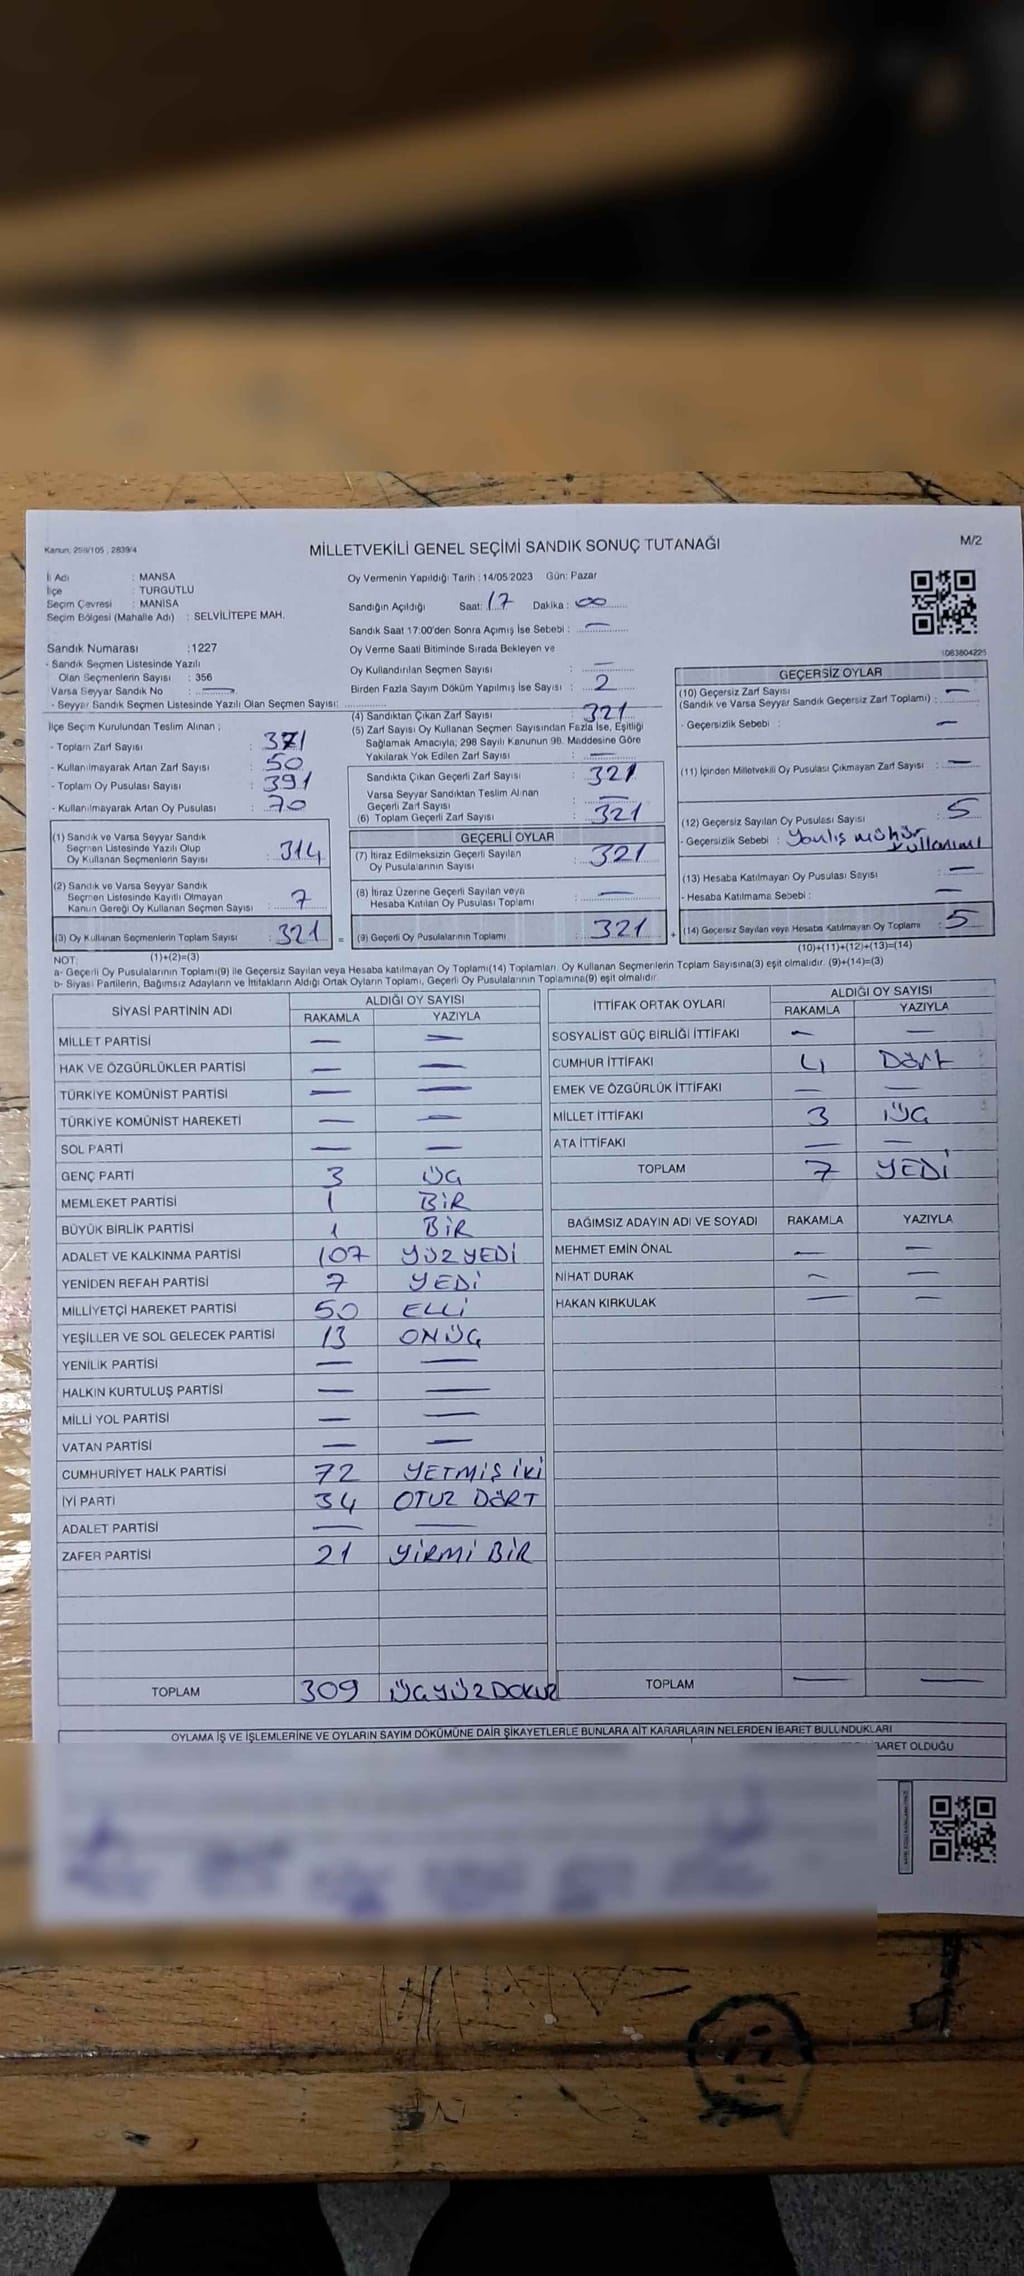 Kanun: 298/105 , 2839/4
MİLLETVEKİLİ GENEL SEÇİMİ SANDIK SONUÇ TUTANAĞI
M/2
İl Adı : MANSA
İlçe : TURGUTLU
Seçim Çevresi : MANİSA
Seçim Bölgesi (Mahalle Adı) : SELVİLİTEPE MAH.
Sandık Numarası : 1227
- Sandık Seçmen Listesinde Yazılı
Olan Seçmenlerin Sayısı : 356
Varsa Seyyar Sandık No : —
- Seyyar Sandık Seçmen Listesinde Yazılı Olan Seçmen Sayısı:
İlçe Seçim Kurulundan Teslim Alınan ;
- Toplam Zarf Sayısı : 371
- Kullanılmayarak Artan Zarf Sayısı : 50
- Toplam Oy Pusulası Sayısı : 391
- Kullanılmayarak Artan Oy Pusulası : 70
(1) Sandık ve Varsa Seyyar Sandık
Seçmen Listesinde Yazılı Olup
Oy Kullanan Seçmenlerin Sayısı : 314
(2) Sandık ve Varsa Seyyar Sandık
Seçmen Listesinde Kayıtlı Olmayan
Kanun Gereği Oy Kullanan Seçmen Sayısı : 7
(3) Oy Kullanan Seçmenlerin Toplam Sayısı : 321 =
(1)+(2)=(3)
Oy Vermenin Yapıldığı: Tarih : 14/05/2023 Gün: Pazar
Sandığın Açıldığı Saat: 17 Dakika : 00
Sandık Saat 17:00'den Sonra Açımış İse Sebebi : —
Oy Verme Saati Bitiminde Sırada Bekleyen ve
Oy Kullandırılan Seçmen Sayısı : —
Birden Fazla Sayım Döküm Yapılmış İse Sayısı : 2
(4) Sandıktan Çıkan Zarf Sayısı : 321
(5) Zarf Sayısı Oy Kullanan Seçmen Sayısından Fazla İse, Eşitliği
Sağlamak Amacıyla; 298 Sayılı Kanunun 98. Maddesine Göre
Yakılarak Yok Edilen Zarf Sayısı : —
Sandıkta Çıkan Geçerli Zarf Sayısı : 321
Varsa Seyyar Sandıktan Teslim Alınan
Geçerli Zarf Sayısı : —
(6) Toplam Geçerli Zarf Sayısı : 321
GEÇERLİ OYLAR
(7) İtiraz Edilmeksizin Geçerli Sayılan
Oy Pusulalarının Sayısı : 321
(8) İtiraz Üzerine Geçerli Sayılan veya
Hesaba Katılan Oy Pusulası Toplamı : —
(9) Geçerli Oy Pusulalarının Toplamı : 321 +
1083804225
GEÇERSİZ OYLAR
(10) Geçersiz Zarf Sayısı
(Sandık ve Varsa Seyyar Sandık Geçersiz Zarf Toplamı) : —
- Geçersizlik Sebebi : —
(11) İçinden Milletvekili Oy Pusulası Çıkmayan Zarf Sayısı : —
(12) Geçersiz Sayılan Oy Pusulası Sayısı : 5
- Geçersizlik Sebebi : Yanlış mühür
kullanımı
(13) Hesaba Katılmayan Oy Pusulası Sayısı : —
- Hesaba Katılmama Sebebi : —
(14) Geçersiz Sayılan veya Hesaba Katılmayan Oy Toplamı : 5
(10)+(11)+(12)+(13)=(14)
NOT:
a- Geçerli Oy Pusulalarının Toplamı(9) ile Geçersiz Sayılan veya Hesaba katılmayan Oy Toplamı(14) Toplamları, Oy Kullanan Seçmenlerin Toplam Sayısına(3) eşit olmalıdır. (9)+(14)=(3)
b- Siyasi Partilerin, Bağımsız Adayların ve İttifakların Aldığı Ortak Oyların Toplamı, Geçerli Oy Pusulalarının Toplamına(9) eşit olmalıdır.
SİYASİ PARTİNİN ADI
ALDIĞI OY SAYISI
RAKAMLA YAZIYLA
MİLLET PARTİSİ — —
HAK VE ÖZGÜRLÜKLER PARTİSİ — —
TÜRKİYE KOMÜNİST PARTİSİ — —
TÜRKİYE KOMÜNİST HAREKETİ — —
SOL PARTİ — —
GENÇ PARTİ 3 ÜÇ
MEMLEKET PARTİSİ 1 BİR
BÜYÜK BİRLİK PARTİSİ 1 BİR
ADALET VE KALKINMA PARTİSİ 107 YÜZ YEDİ
YENİDEN REFAH PARTİSİ 7 YEDİ
MİLLİYETÇİ HAREKET PARTİSİ 50 ELLİ
YEŞİLLER VE SOL GELECEK PARTİSİ 13 ONÜÇ
YENİLİK PARTİSİ — —
HALKIN KURTULUŞ PARTİSİ — —
MİLLİ YOL PARTİSİ — —
VATAN PARTİSİ — —
CUMHURİYET HALK PARTİSİ 72 YETMİŞ İKİ
İYİ PARTİ 34 OTUZ DÖRT
ADALET PARTİSİ — —
ZAFER PARTİSİ 21 YİRMİ BİR
TOPLAM 309 ÜÇYÜZDOKUZ
İTTİFAK ORTAK OYLARI
ALDIĞI OY SAYISI
RAKAMLA YAZIYLA
SOSYALİST GÜÇ BİRLİĞİ İTTİFAKI — —
CUMHUR İTTİFAKI 4 Dört
EMEK VE ÖZGÜRLÜK İTTİFAKI — —
MİLLET İTTİFAKI 3 ÜÇ
ATA İTTİFAKI — —
TOPLAM 7 YEDİ
BAĞIMSIZ ADAYIN ADI VE SOYADI RAKAMLA YAZIYLA
MEHMET EMİN ÖNAL — —
NİHAT DURAK — —
HAKAN KIRKULAK — —
TOPLAM — —
OYLAMA İŞ VE İŞLEMLERİNE VE OYLARIN SAYIM DÖKÜMÜNE DAİR ŞİKAYETLERLE BUNLARA AİT KARARLARIN NELERDEN İBARET BULUNDUKLARI
İBARET OLDUĞU